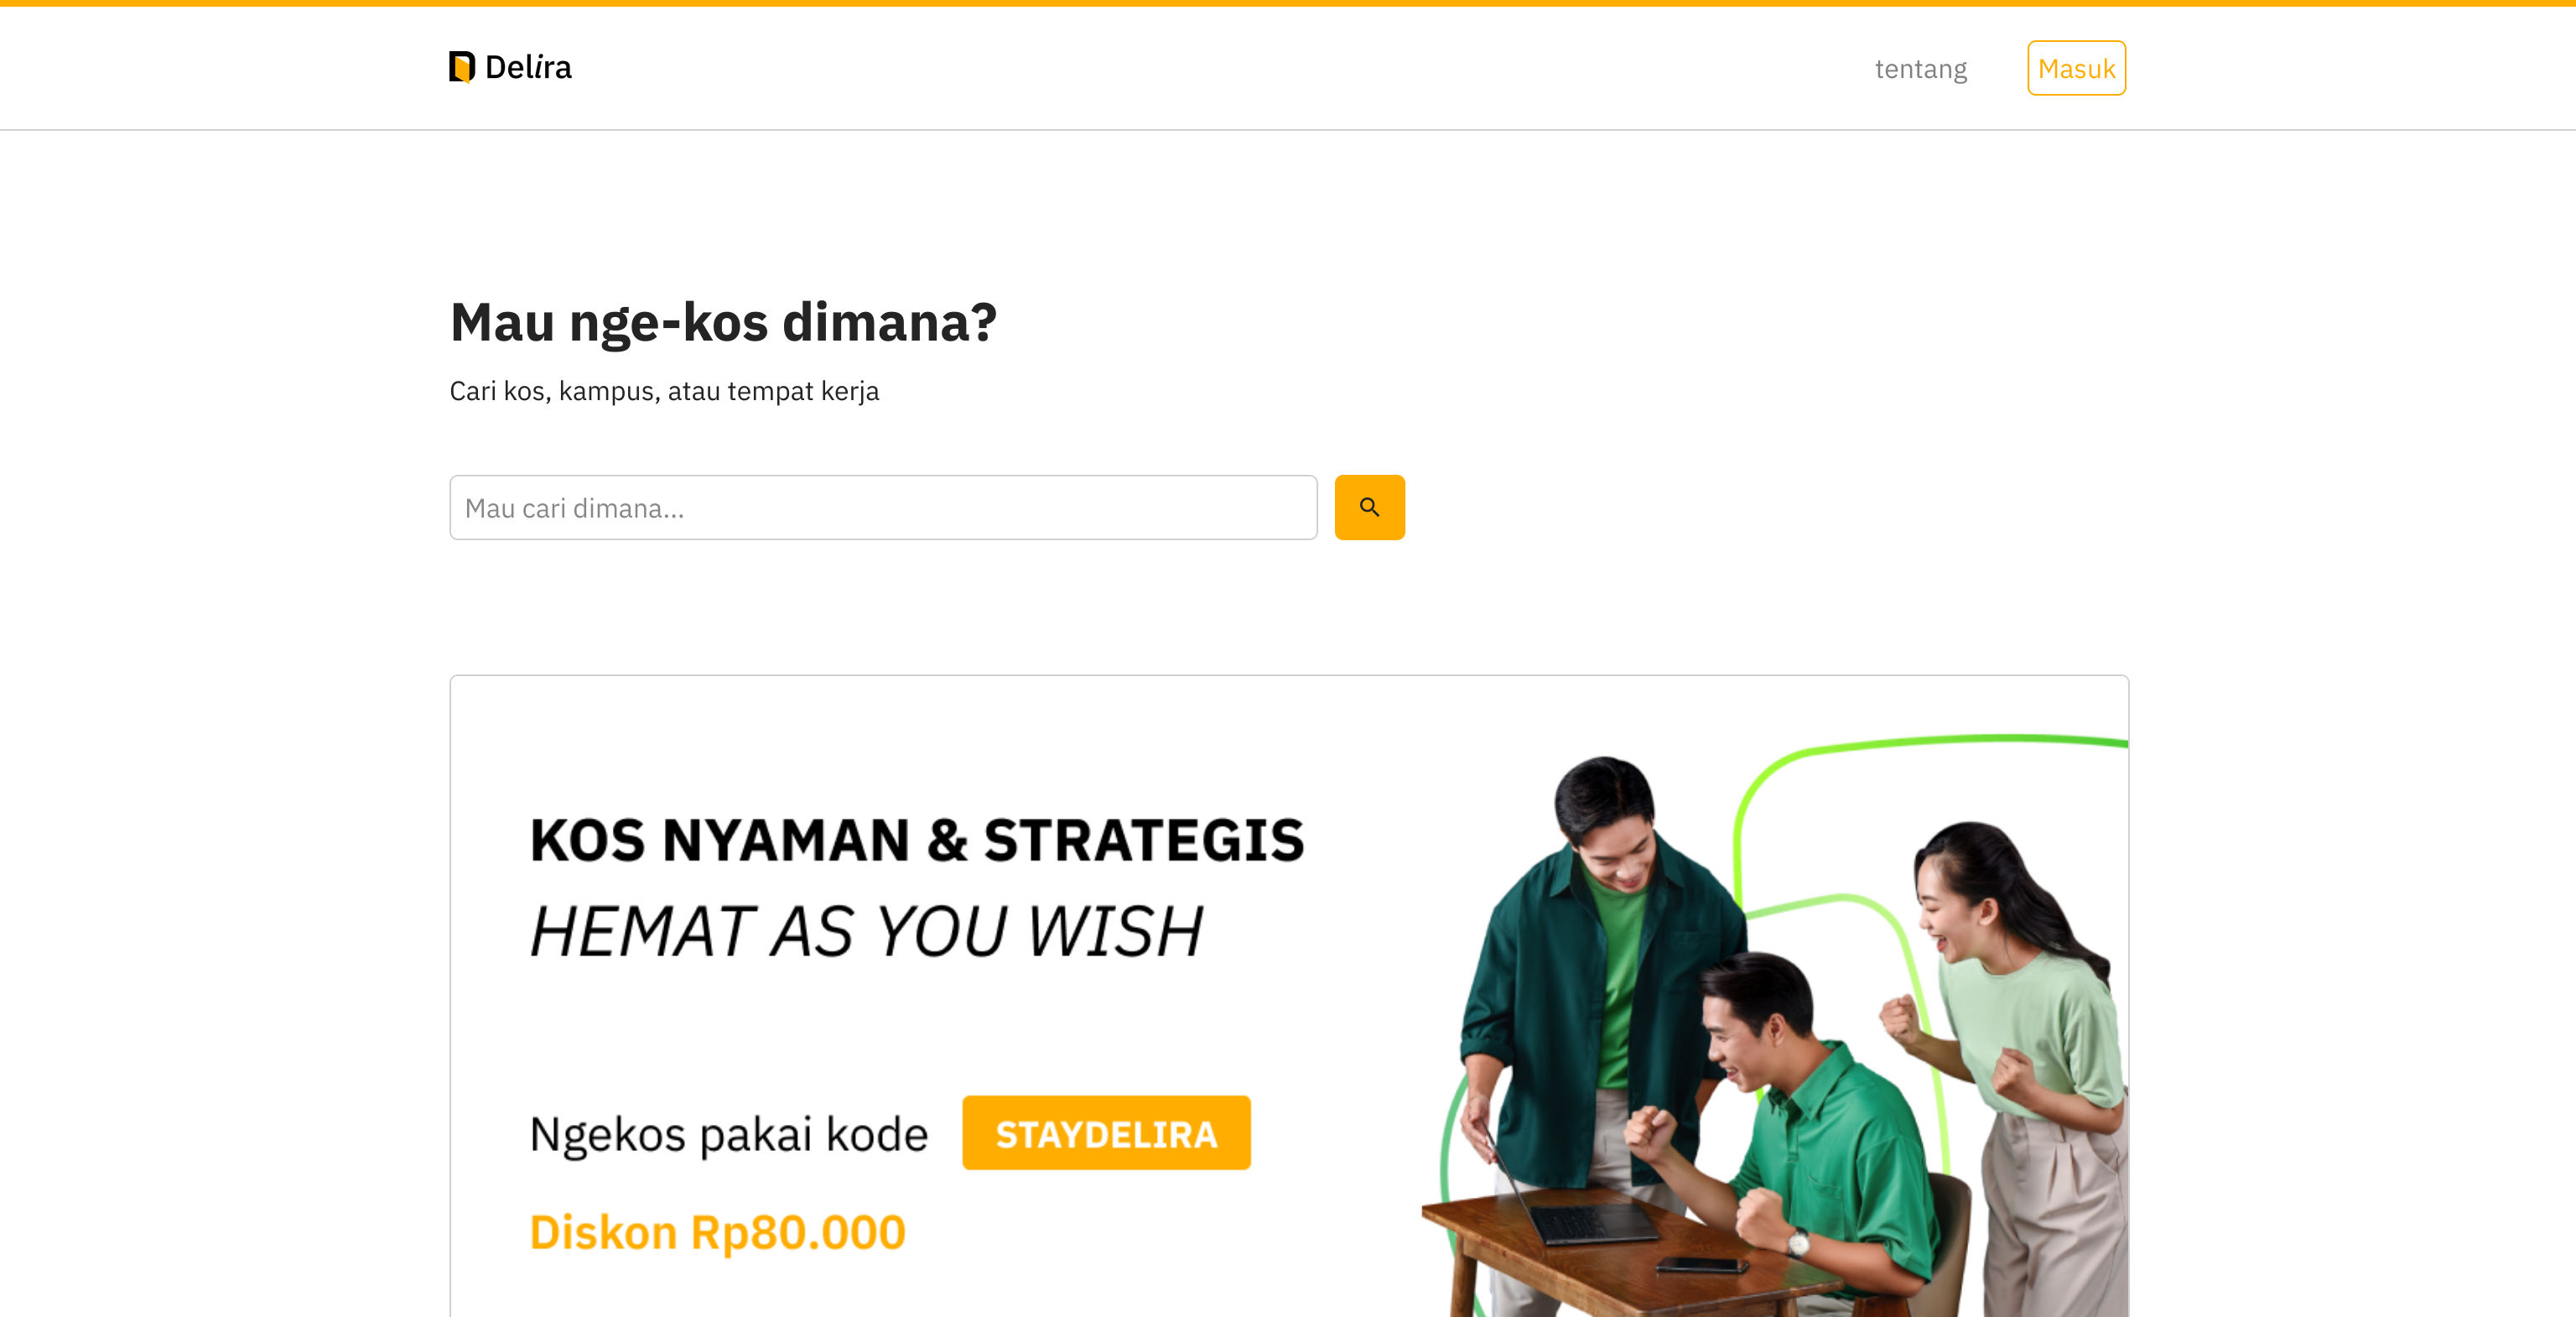 Delira
tentang
Masuk
Mau nge-kos dimana?
Cari kos, kampus, atau tempat kerja
Mau cari dimana...
KOS NYAMAN & STRATEGIS
HEMAT AS YOU WISH
Ngekos pakai kode
STAYDELIRA
Diskon Rp80.000